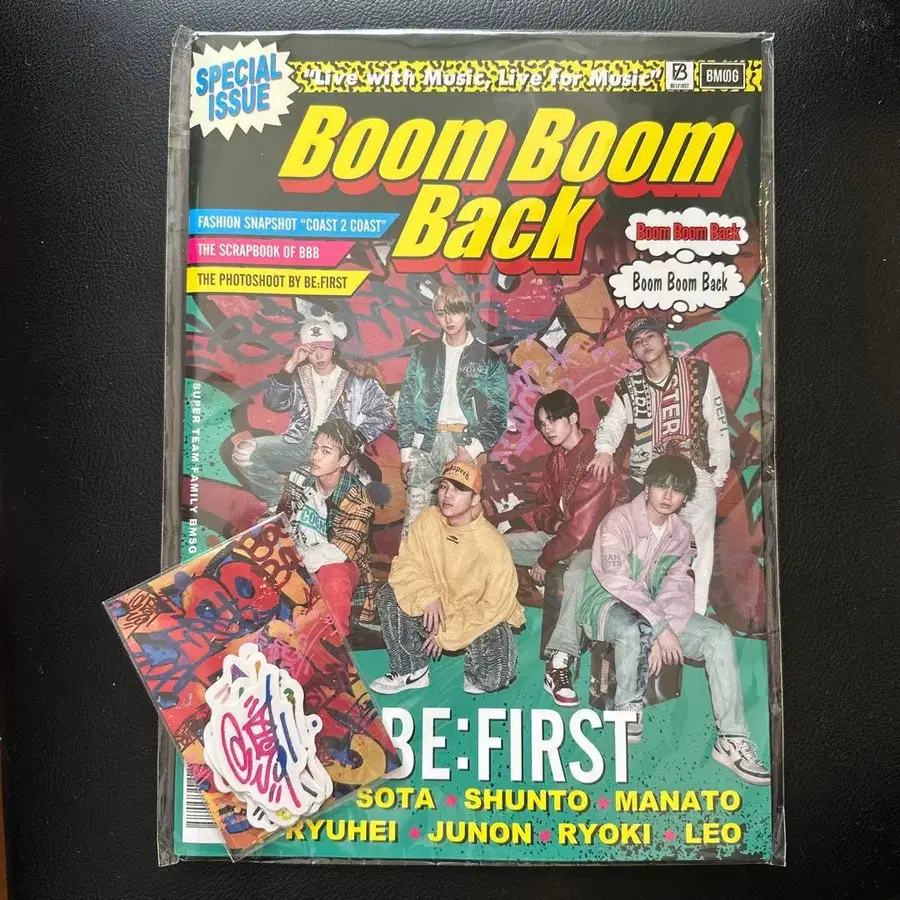 SPECIAL
ISSUE
"Live with Music, Live for Music"
BE:FIRST
BMSG
Boom Boom
Back
FASHION SNAPSHOT "COAST 2 COAST"
THE SCRAPBOOK OF BBB
THE PHOTOSHOOT BY BE:FIRST
Boom Boom Back
Boom Boom Back
SUPER TEAM FAMILY BMSG
BE:FIRST
SOTA * SHUNTO * MANATO
RYUHEI * JUNON * RYOKI * LEO